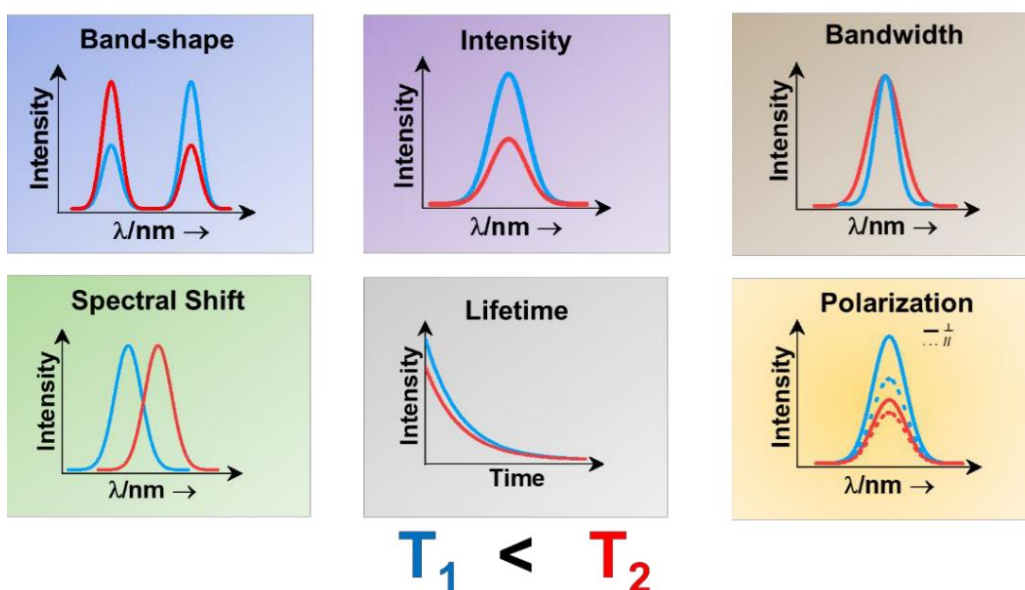 Band-shape
Intensity
λ/nm →
Intensity
Intensity
λ/nm →
Bandwidth
Intensity
λ/nm →
Spectral Shift
Intensity
λ/nm →
Lifetime
Intensity
Time
Polarization
— ⊥
... //
Intensity
λ/nm →
T₁ < T₂